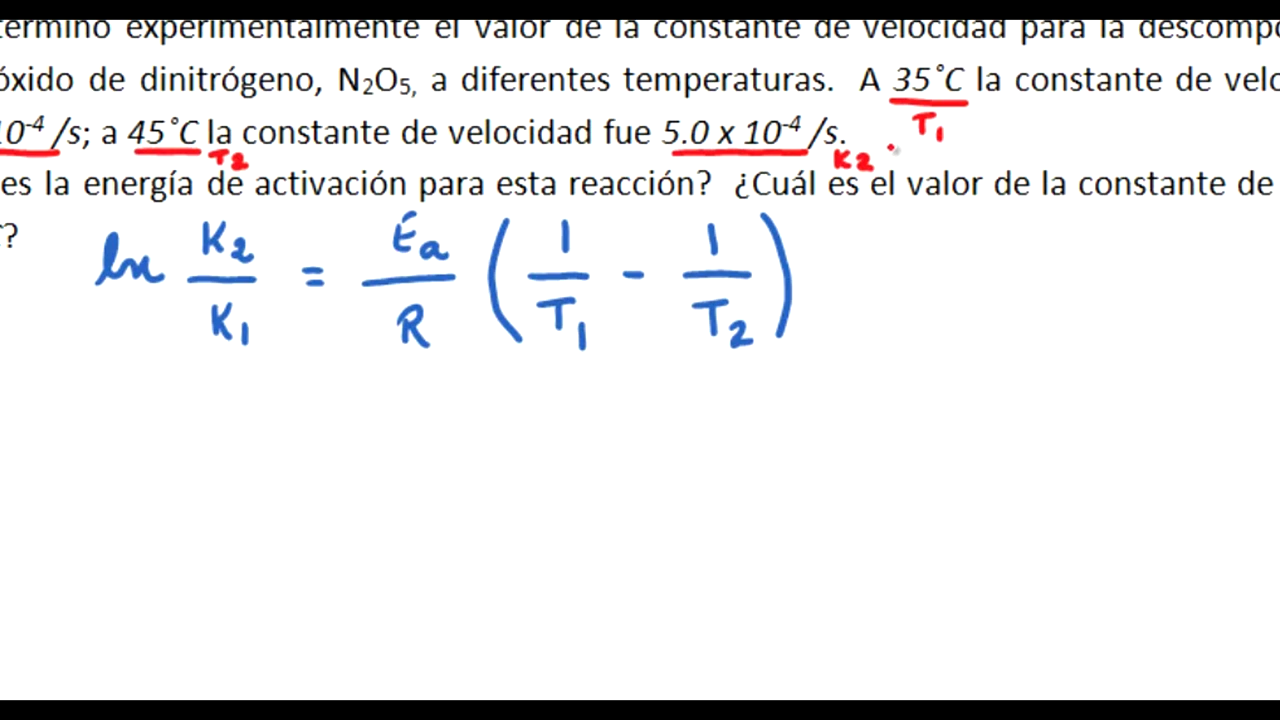 terminó experimentalmente el valor de la constante de velocidad para la descompo
óxido de dinitrógeno, N₂O₅, a diferentes temperaturas. A 35˚C la constante de velo
T₁
0⁻⁴ /s; a 45˚C la constante de velocidad fue 5.0 x 10⁻⁴ /s.
T₂ K₂
es la energía de activación para esta reacción? ¿Cuál es el valor de la constante de
?
ln K₂/K₁ = Ea/R (1/T₁ - 1/T₂)